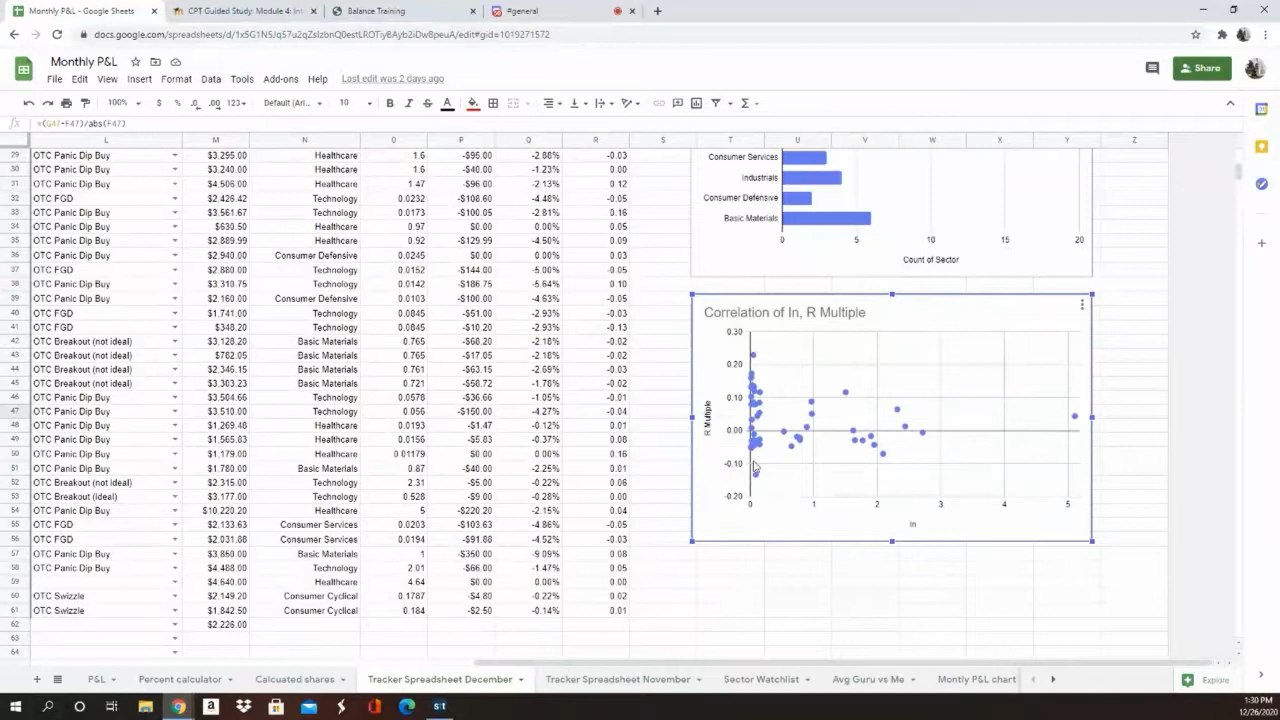 Monthly P&L - Google Sheets
CPT Guided Study: Module 4: Int
Balance Training
#general
docs.google.com/spreadsheets/d/
/edit#gid=1019271572
Monthly P&L
File Edit View Insert Format Data Tools Add-ons Help Last edit was 2 days ago
Share
100% $ % .0 .00 123 Default (Ari... 10 B I S A
=(G47-F47)/abs(F47)
L M N O P Q R S T U V W X Y Z
29 OTC Panic Dip Buy $3,295.00 Healthcare 1.6 -$95.00 -2.88% -0.03
30 OTC Panic Dip Buy $3,240.00 Healthcare 1.6 -$40.00 -1.23% 0.00
31 OTC Panic Dip Buy $4,506.00 Healthcare 1.47 -$96.00 -2.13% 0.12
32 OTC FGD $2,426.42 Technology 0.0232 -$108.60 -4.48% -0.05
33 OTC Panic Dip Buy $3,561.67 Technology 0.0173 -$100.05 -2.81% 0.16
34 OTC Panic Dip Buy $630.50 Healthcare 0.97 $0.00 0.00% 0.05
35 OTC Panic Dip Buy $2,889.99 Healthcare 0.92 -$129.99 -4.50% 0.09
36 OTC Panic Dip Buy $2,940.00 Consumer Defensive 0.0245 $0.00 0.00% 0.03
37 OTC FGD $2,880.00 Technology 0.0152 -$144.00 -5.00% -0.05
38 OTC Panic Dip Buy $3,310.75 Technology 0.0142 -$186.75 -5.64% 0.10
39 OTC Panic Dip Buy $2,160.00 Consumer Defensive 0.0103 -$100.00 -4.63% -0.05
40 OTC FGD $1,741.00 Technology 0.0845 -$51.00 -2.93% -0.03
41 OTC FGD $348.20 Technology 0.0845 -$10.20 -2.93% -0.13
42 OTC Breakout (not ideal) $3,128.20 Basic Materials 0.765 -$68.20 -2.18% -0.02
43 OTC Breakout (not ideal) $782.05 Basic Materials 0.765 -$17.05 -2.18% -0.02
44 OTC Breakout (not ideal) $2,346.15 Basic Materials 0.761 -$63.15 -2.69% -0.03
45 OTC Breakout (not ideal) $3,303.23 Basic Materials 0.721 -$58.72 -1.78% -0.02
46 OTC Panic Dip Buy $3,504.66 Technology 0.0578 -$36.66 -1.05% -0.01
47 OTC Panic Dip Buy $3,510.00 Technology 0.056 -$150.00 -4.27% -0.04
48 OTC Panic Dip Buy $1,269.48 Healthcare 0.0193 -$1.47 -0.12% 0.01
49 OTC Panic Dip Buy $1,565.83 Healthcare 0.0156 -$5.83 -0.37% 0.08
50 OTC Panic Dip Buy $1,179.00 Healthcare 0.01179 $0.00 0.00% 0.16
51 OTC Panic Dip Buy $1,780.00 Basic Materials 0.87 -$40.00 -2.25% 0.01
52 OTC Breakout (not ideal) $2,315.00 Technology 2.31 -$5.00 -0.22% 0.06
53 OTC Breakout (ideal) $3,177.00 Technology 0.528 -$9.00 -0.28% 0.00
54 OTC Panic Dip Buy $10,220.20 Healthcare 5 -$220.20 -2.15% 0.04
55 OTC FGD $2,133.63 Consumer Services 0.0203 -$103.63 -4.86% -0.05
56 OTC FGD $2,031.88 Consumer Services 0.0194 -$91.88 -4.52% -0.03
57 OTC Panic Dip Buy $3,850.00 Basic Materials 1 -$350.00 -9.09% 0.08
58 OTC Panic Dip Buy $4,488.00 Technology 2.01 -$66.00 -1.47% 0.05
59 $4,640.00 Healthcare 4.64 $0.00 0.00% 0.00
60 OTC Swizzle $2,149.20 Consumer Cyclical 0.1787 -$4.80 -0.22% 0.02
61 OTC Swizzle $1,842.50 Consumer Cyclical 0.184 -$2.50 -0.14% 0.01
62 $2,226.00
63
64
Consumer Services
Industrials
Consumer Defensive
Basic Materials
0 5 10 15 20
Count of Sector
Correlation of In, R Multiple
0.30
0.20
0.10
0.00
-0.10
-0.20
R Multiple
0 1 2 3 4 5
In
P&L Percent calculator Calcuated shares Tracker Spreadsheet December Tracker Spreadsheet November Sector Watchlist Avg Guru vs Me Montly P&L chart Explore
1:30 PM
12/26/2020